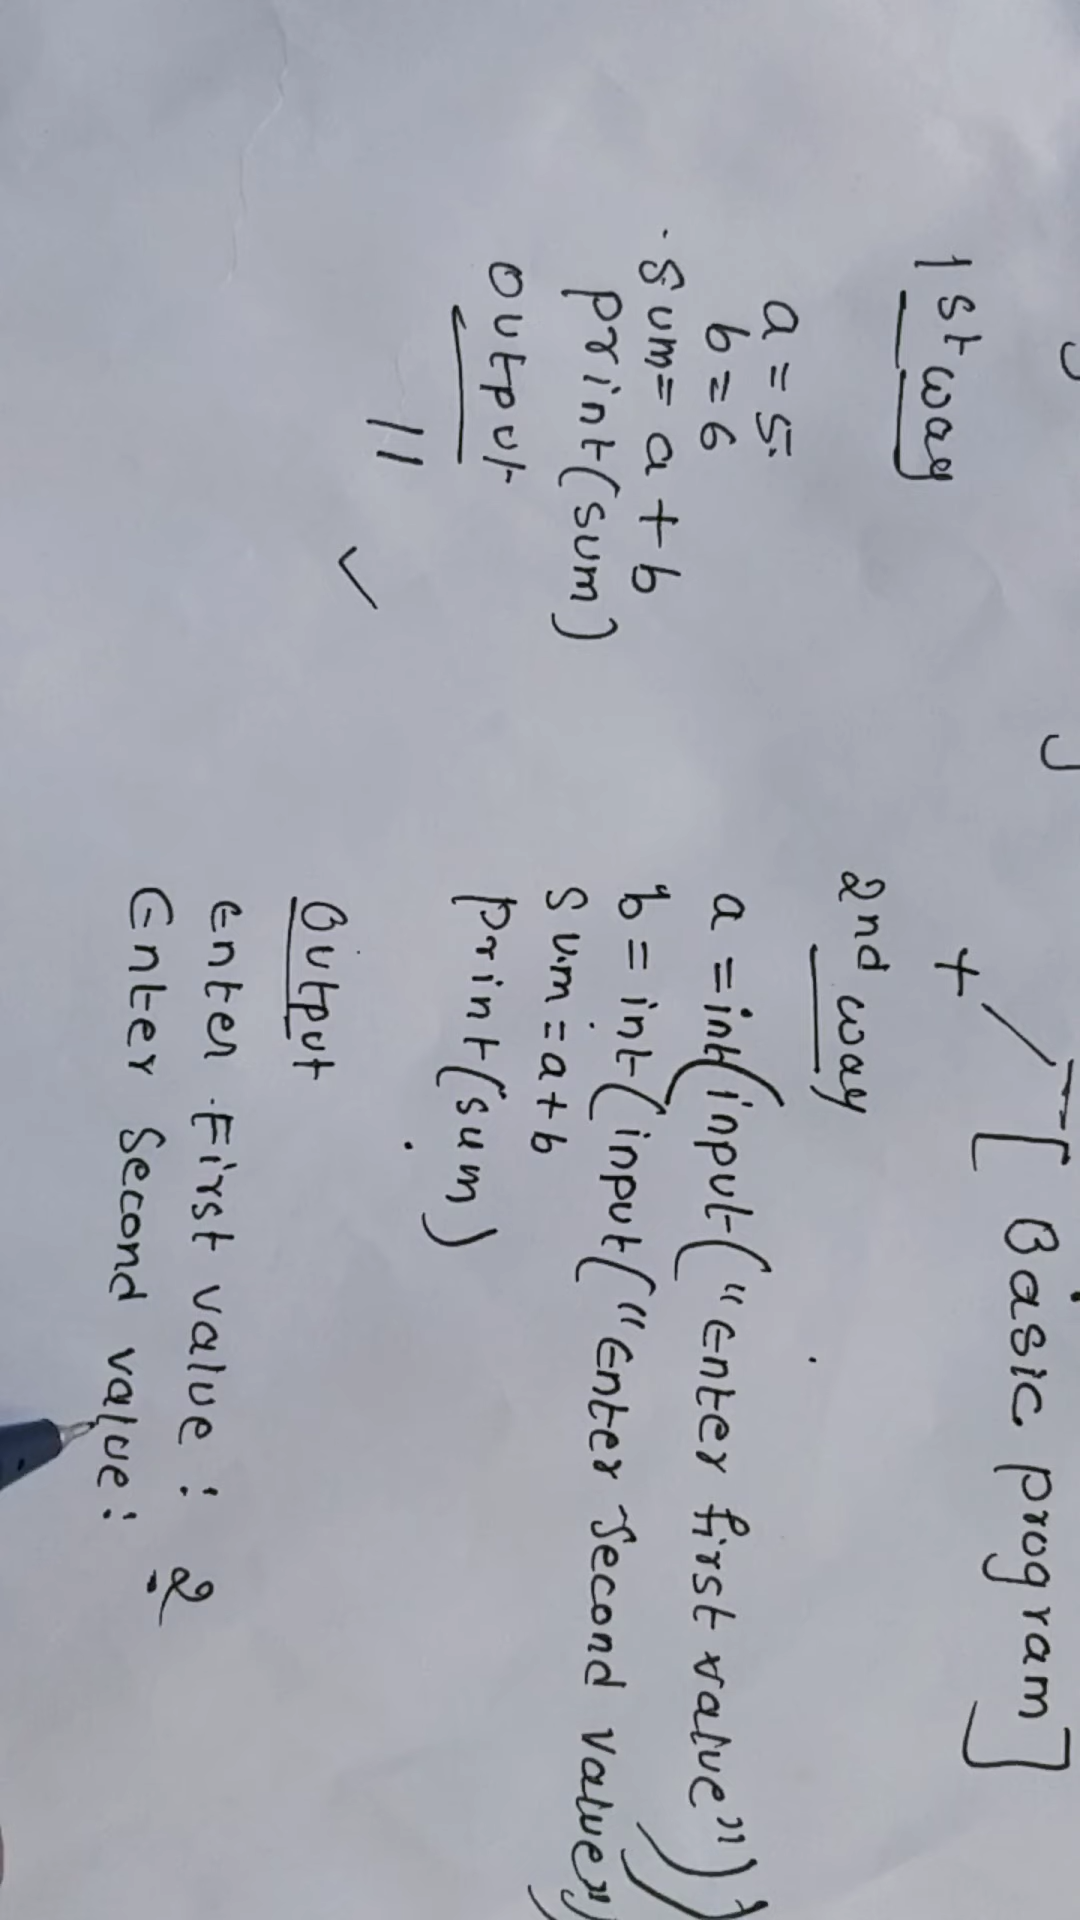 + [ Basic program ]
1st way
a = 5
b = 6
sum = a + b
print(sum)
output
11
2nd way
a = int(input("Enter first value"))
b = int(input("Enter Second value"))
sum = a + b
print(sum)
Output
Enter First value : 2
Enter Second value :